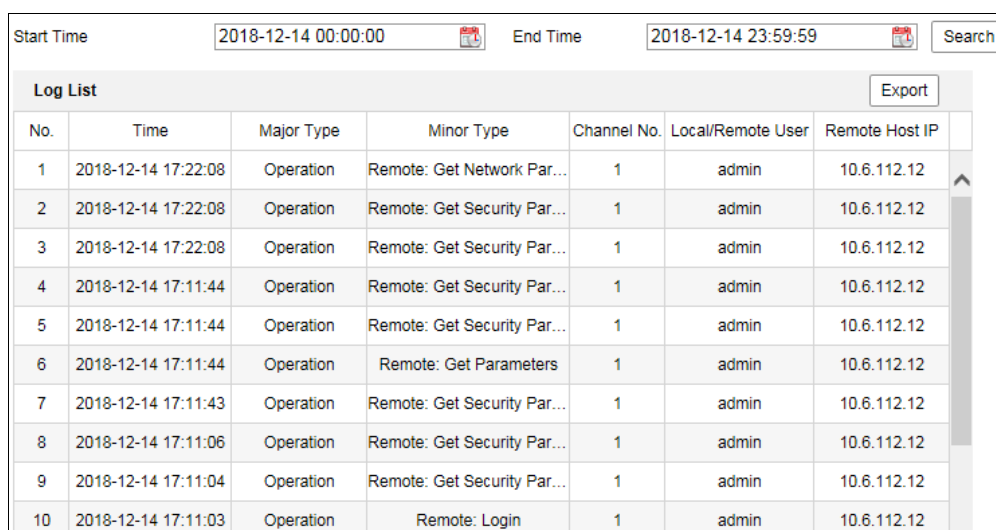 Start Time 2018-12-14 00:00:00 End Time 2018-12-14 23:59:59 Search
Log List Export
No. Time Major Type Minor Type Channel No. Local/Remote User Remote Host IP
1 2018-12-14 17:22:08 Operation Remote: Get Network Par... 1 admin 10.6.112.12
2 2018-12-14 17:22:08 Operation Remote: Get Security Par... 1 admin 10.6.112.12
3 2018-12-14 17:22:08 Operation Remote: Get Security Par... 1 admin 10.6.112.12
4 2018-12-14 17:11:44 Operation Remote: Get Security Par... 1 admin 10.6.112.12
5 2018-12-14 17:11:44 Operation Remote: Get Security Par... 1 admin 10.6.112.12
6 2018-12-14 17:11:44 Operation Remote: Get Parameters 1 admin 10.6.112.12
7 2018-12-14 17:11:43 Operation Remote: Get Security Par... 1 admin 10.6.112.12
8 2018-12-14 17:11:06 Operation Remote: Get Security Par... 1 admin 10.6.112.12
9 2018-12-14 17:11:04 Operation Remote: Get Security Par... 1 admin 10.6.112.12
10 2018-12-14 17:11:03 Operation Remote: Login 1 admin 10.6.112.12